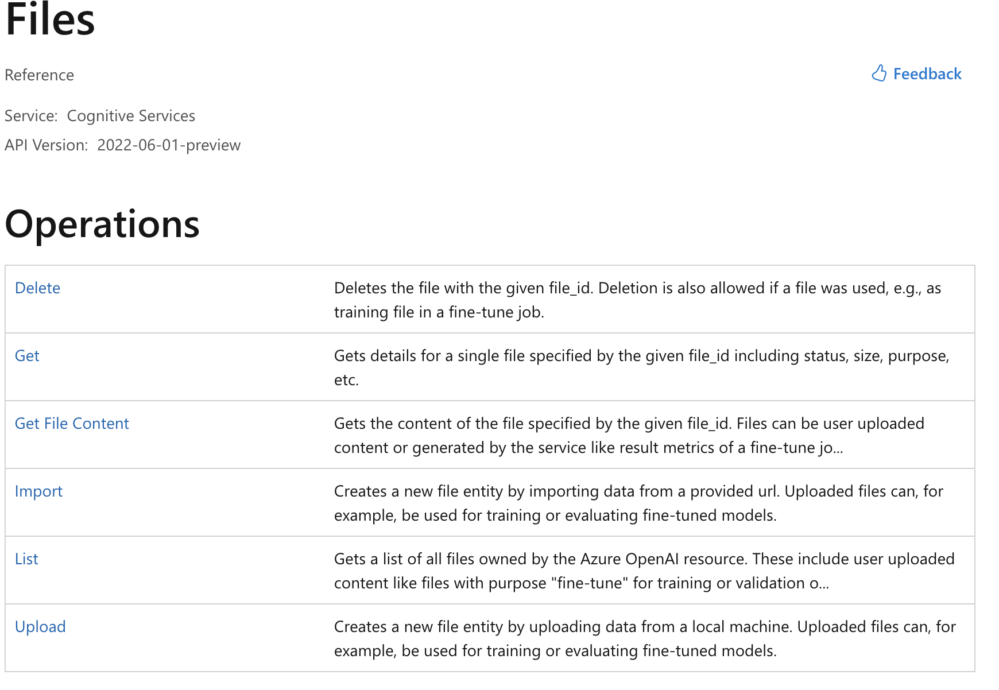 Files
Reference
Feedback
Service: Cognitive Services
API Version: 2022-06-01-preview
Operations
Delete
Deletes the file with the given file_id. Deletion is also allowed if a file was used, e.g., as
training file in a fine-tune job.
Get
Gets details for a single file specified by the given file_id including status, size, purpose,
etc.
Get File Content
Gets the content of the file specified by the given file_id. Files can be user uploaded
content or generated by the service like result metrics of a fine-tune jo...
Import
Creates a new file entity by importing data from a provided url. Uploaded files can, for
example, be used for training or evaluating fine-tuned models.
List
Gets a list of all files owned by the Azure OpenAI resource. These include user uploaded
content like files with purpose "fine-tune" for training or validation o...
Upload
Creates a new file entity by uploading data from a local machine. Uploaded files can, for
example, be used for training or evaluating fine-tuned models.